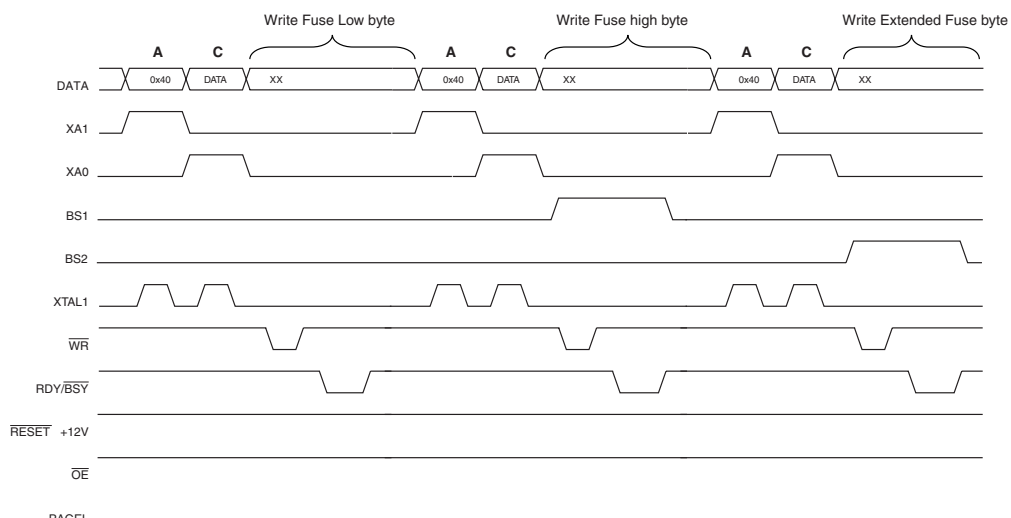 Write Fuse Low byte Write Fuse high byte Write Extended Fuse byte
A C A C A C
DATA 0x40 DATA XX 0x40 DATA XX 0x40 DATA XX
XA1
XA0
BS1
BS2
XTAL1
WR
RDY/BSY
RESET +12V
OE
PAGEL